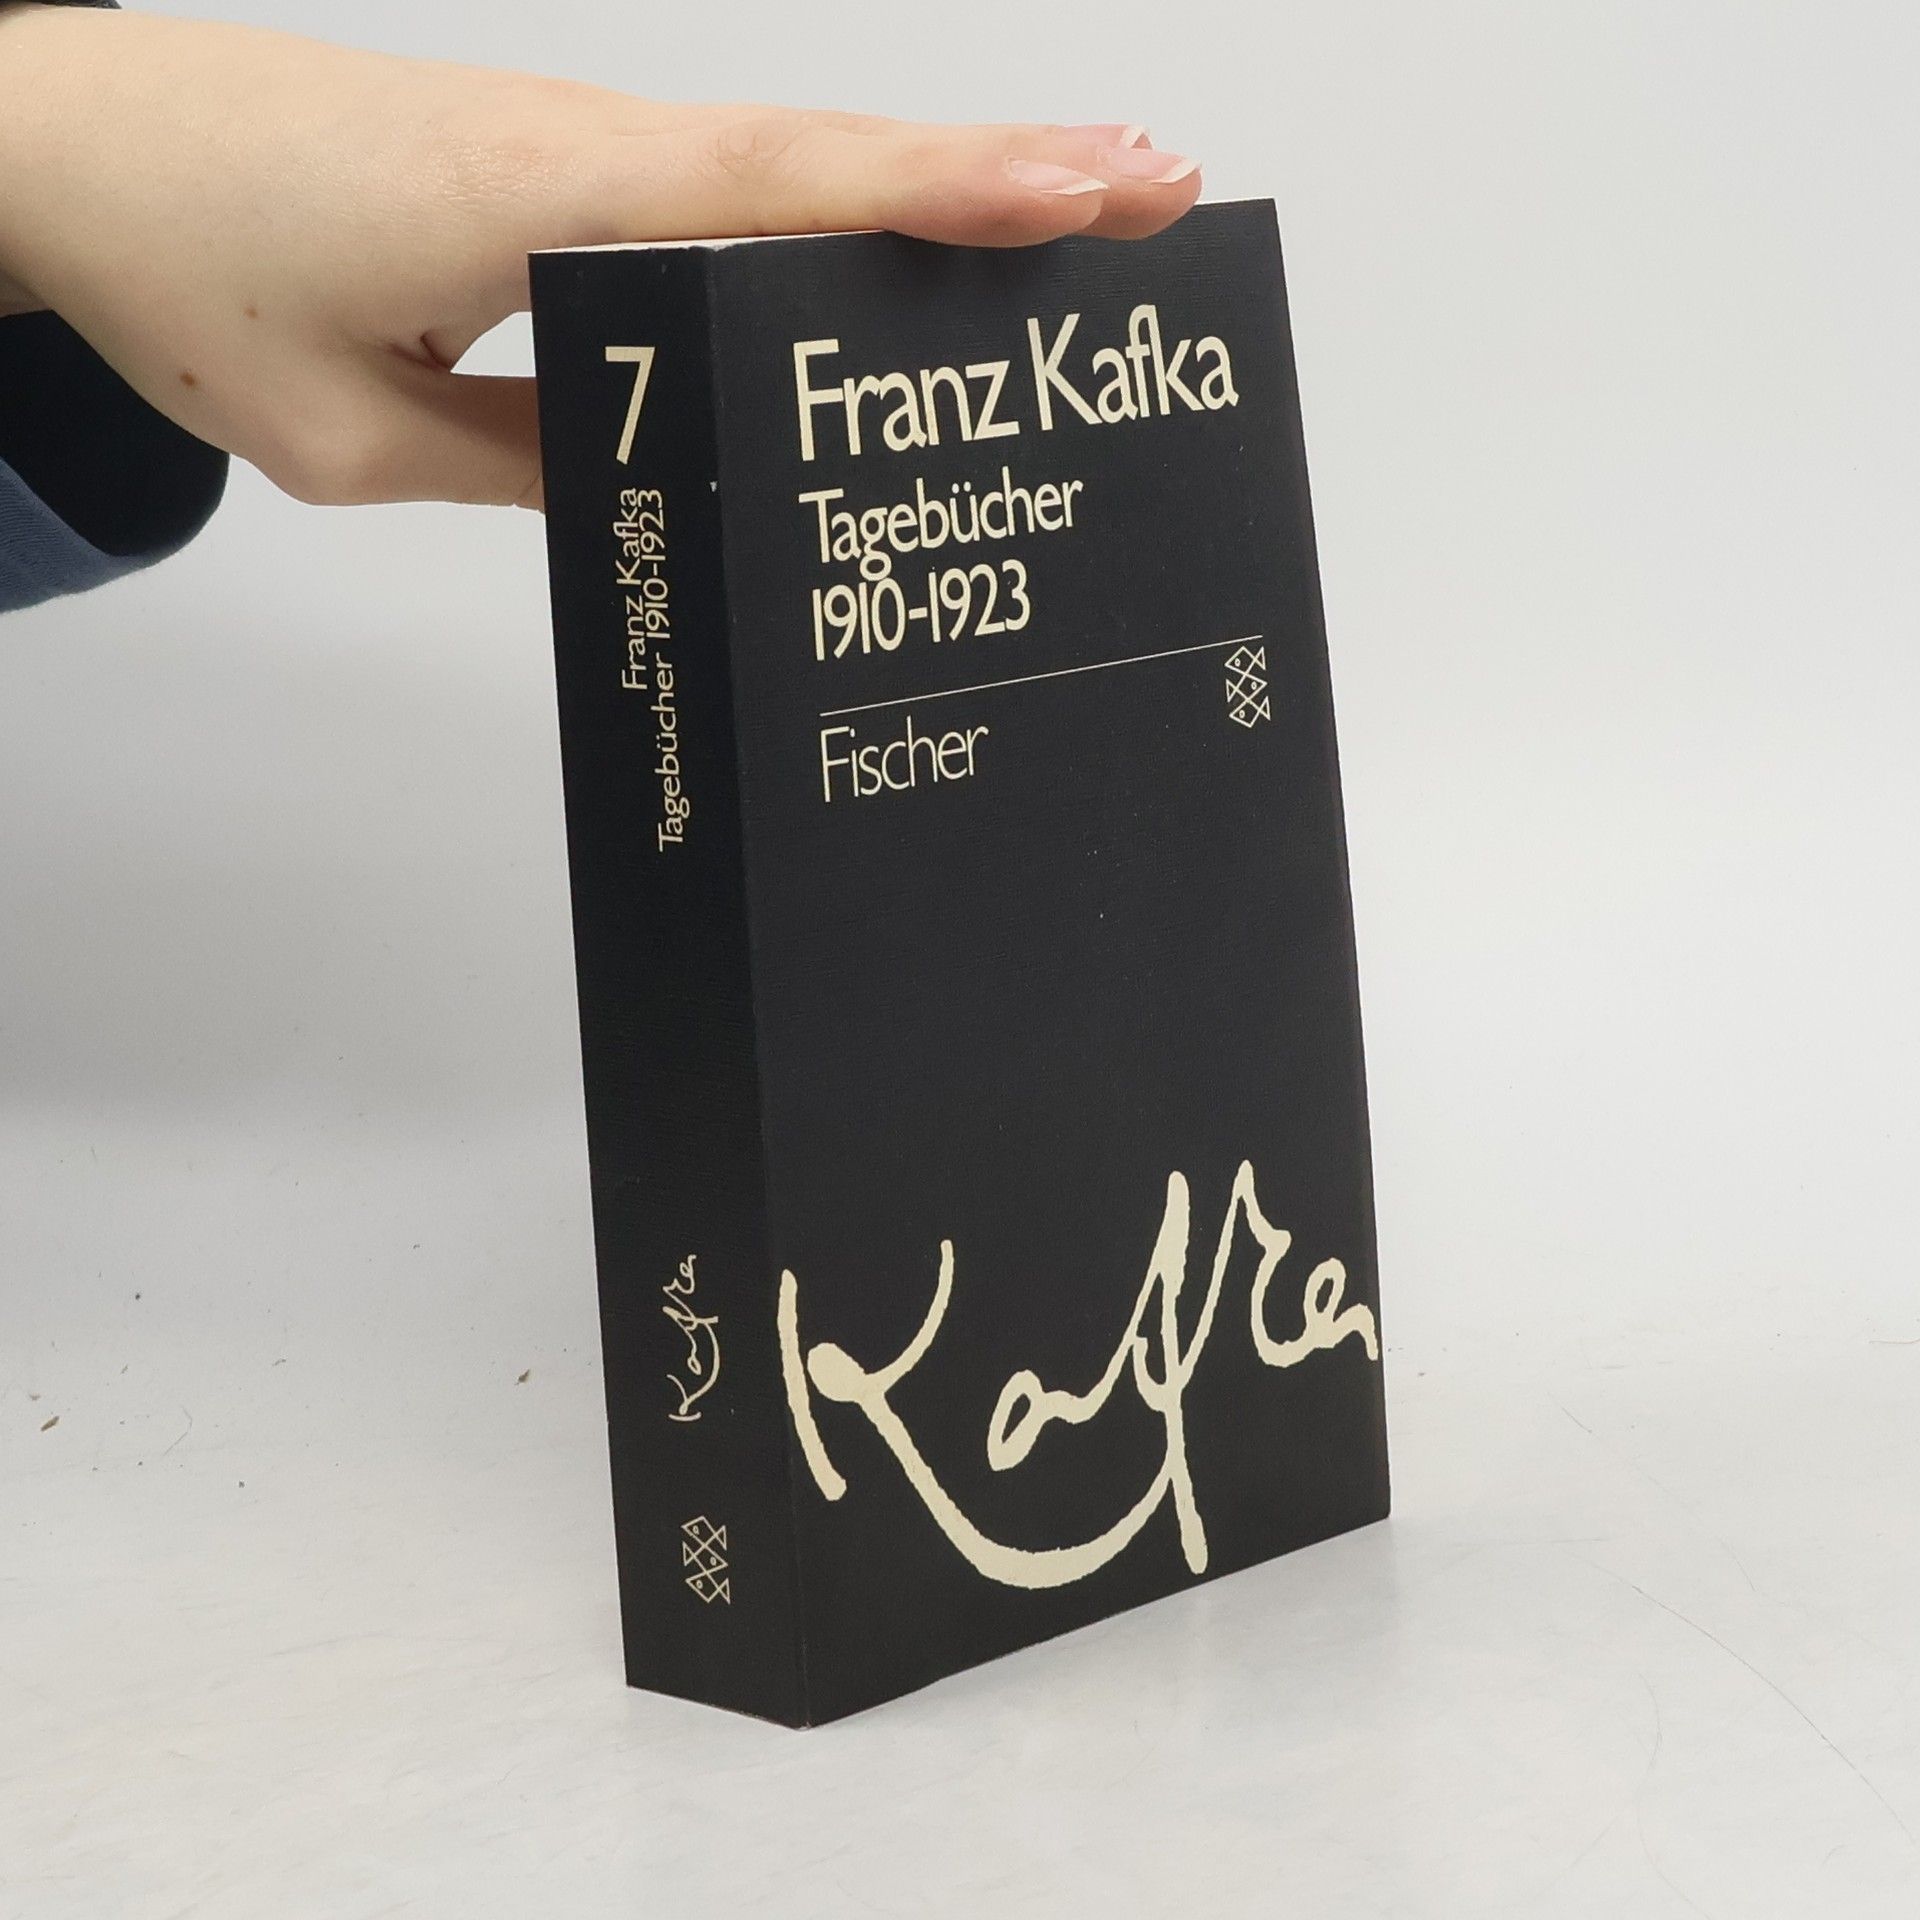 7
Franz Kafka
Tagebücher 1910-1923
Kafka
Franz Kafka
Tagebücher
1910-1923
Fischer
Kafka